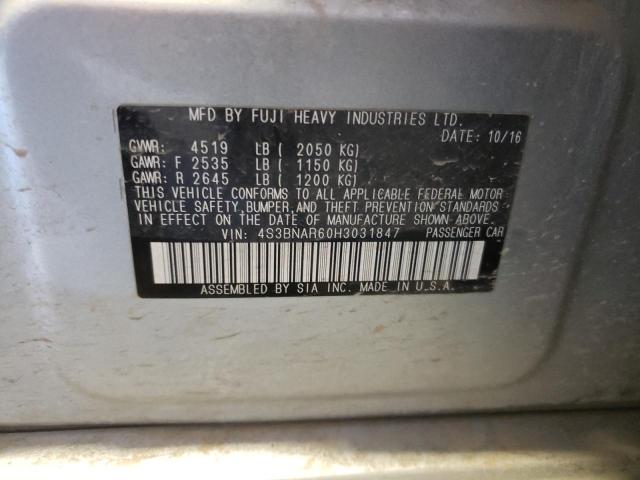 MFD BY FUJI HEAVY INDUSTRIES LTD.
DATE: 10/16
GVWR: 4519 LB ( 2050 KG)
GAWR: F 2535 LB ( 1150 KG)
GAWR: R 2645 LB ( 1200 KG)
THIS VEHICLE CONFORMS TO ALL APPLICABLE FEDERAL MOTOR
VEHICLE SAFETY, BUMPER, AND THEFT PREVENTION STANDARDS
IN EFFECT ON THE DATE OF MANUFACTURE SHOWN ABOVE.
VIN: 4S3BNAR60H3031847 PASSENGER CAR
ASSEMBLED BY SIA INC. MADE IN U.S.A.